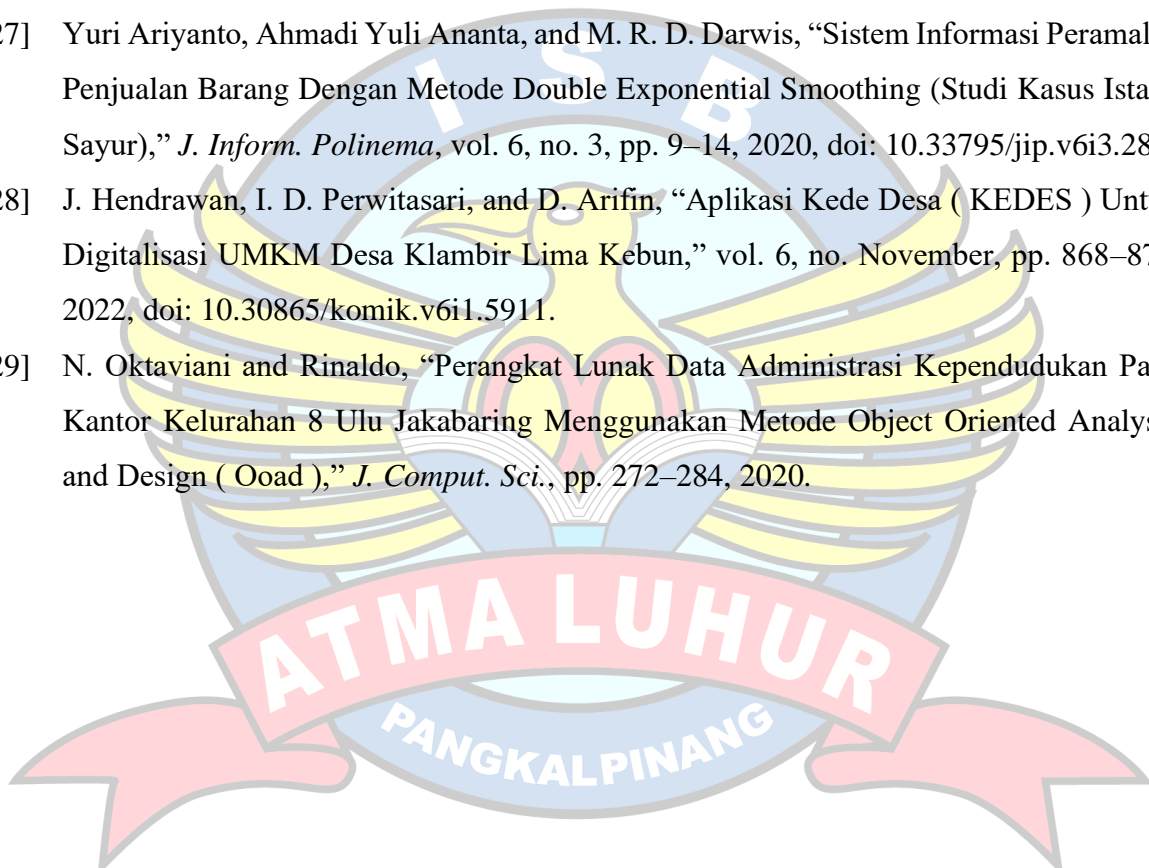 27] Yuri Ariyanto, Ahmadi Yuli Ananta, and M. R. D. Darwis, “Sistem Informasi Peramal
Penjualan Barang Dengan Metode Double Exponential Smoothing (Studi Kasus Ista
Sayur),” J. Inform. Polinema, vol. 6, no. 3, pp. 9–14, 2020, doi: 10.33795/jip.v6i3.28
28] J. Hendrawan, I. D. Perwitasari, and D. Arifin, “Aplikasi Kede Desa ( KEDES ) Unt
Digitalisasi UMKM Desa Klambir Lima Kebun,” vol. 6, no. November, pp. 868–87
2022, doi: 10.30865/komik.v6i1.5911.
29] N. Oktaviani and Rinaldo, “Perangkat Lunak Data Administrasi Kependudukan Pa
Kantor Kelurahan 8 Ulu Jakabaring Menggunakan Metode Object Oriented Analys
and Design ( Ooad ),” J. Comput. Sci., pp. 272–284, 2020.
I S B
ATMA LUHUR
PANGKALPINANG